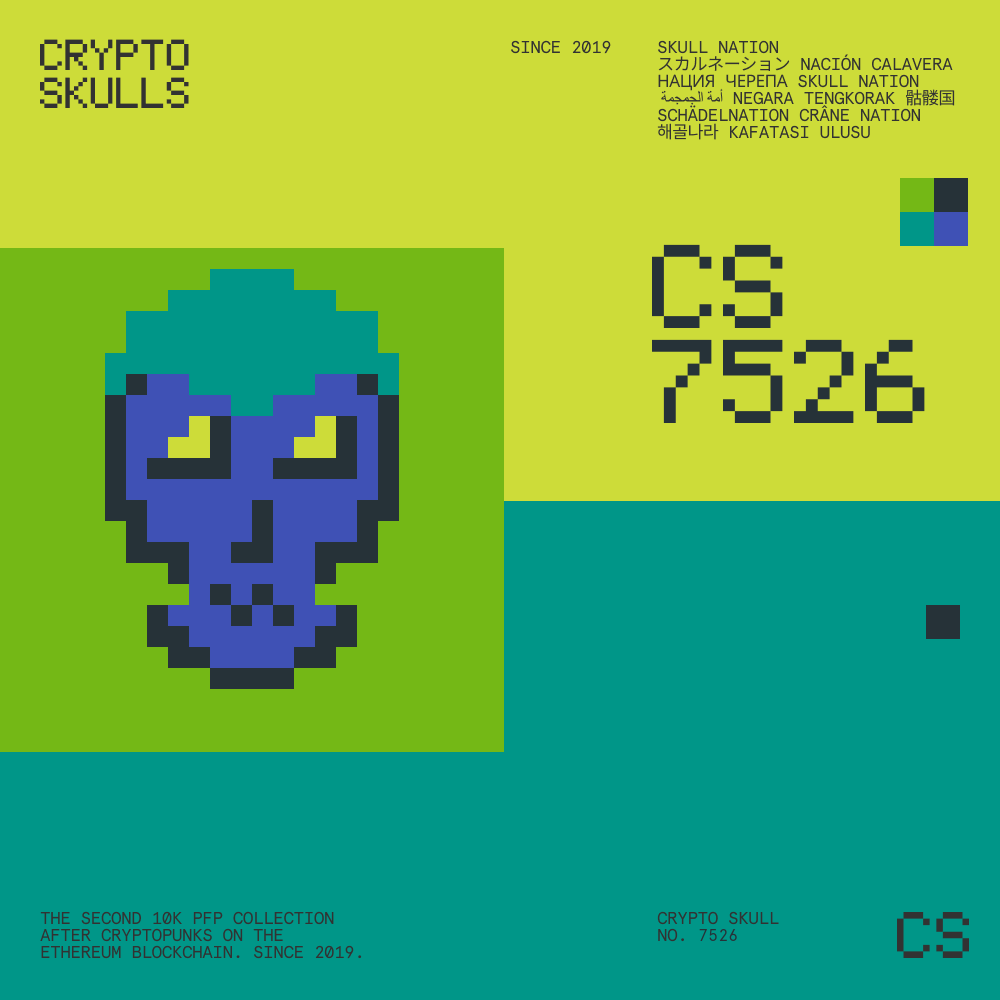 CRYPTO
SKULLS
SINCE 2019
SKULL NATION
スカルネーション NACIÓN CALAVERA
НАЦИЯ ЧЕРЕПА SKULL NATION
أمة الجمجمة NEGARA TENGKORAK 骷髅国
SCHÄDELNATION CRÂNE NATION
해골나라 KAFATASI ULUSU
CS
7526
THE SECOND 10K PFP COLLECTION
AFTER CRYPTOPUNKS ON THE
ETHEREUM BLOCKCHAIN. SINCE 2019.
CRYPTO SKULL
NO. 7526
CS